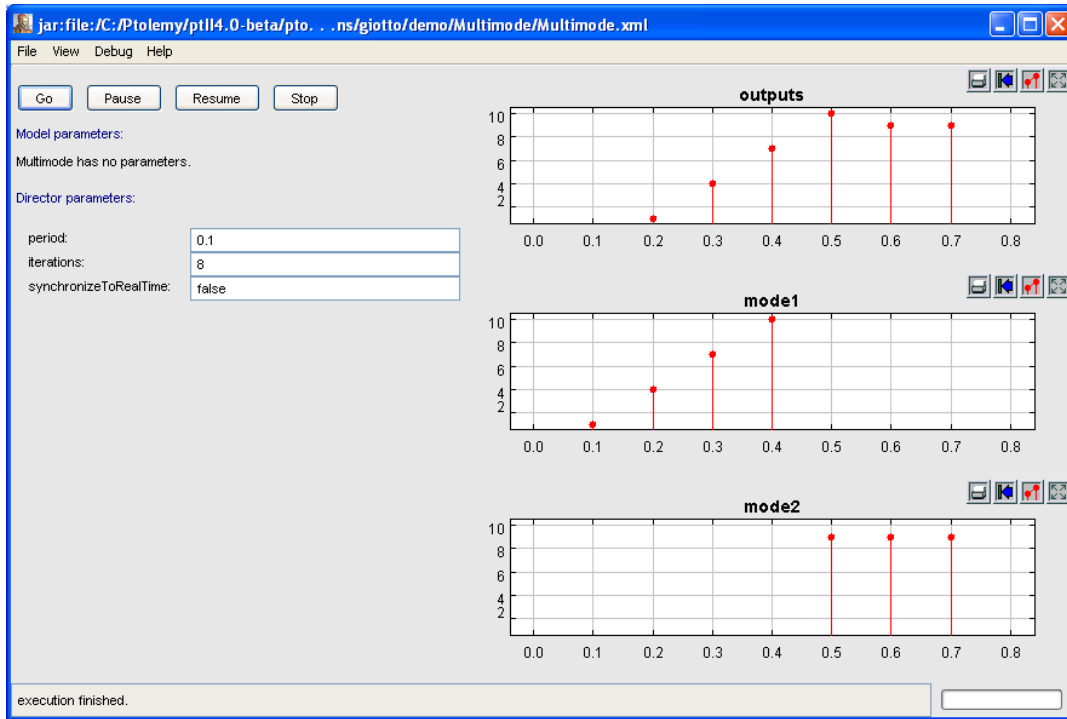 jar:file:/C:/Ptolemy/ptII4.0-beta/pto. . .ns/giotto/demo/Multimode/Multimode.xml
File View Debug Help
Go Pause Resume Stop
Model parameters:
Multimode has no parameters.
Director parameters:
period: 0.1
iterations: 8
synchronizeToRealTime: false
outputs
10
8
6
4
2
0.0 0.1 0.2 0.3 0.4 0.5 0.6 0.7 0.8
mode1
10
8
6
4
2
0.0 0.1 0.2 0.3 0.4 0.5 0.6 0.7 0.8
mode2
10
8
6
4
2
0.0 0.1 0.2 0.3 0.4 0.5 0.6 0.7 0.8
execution finished.